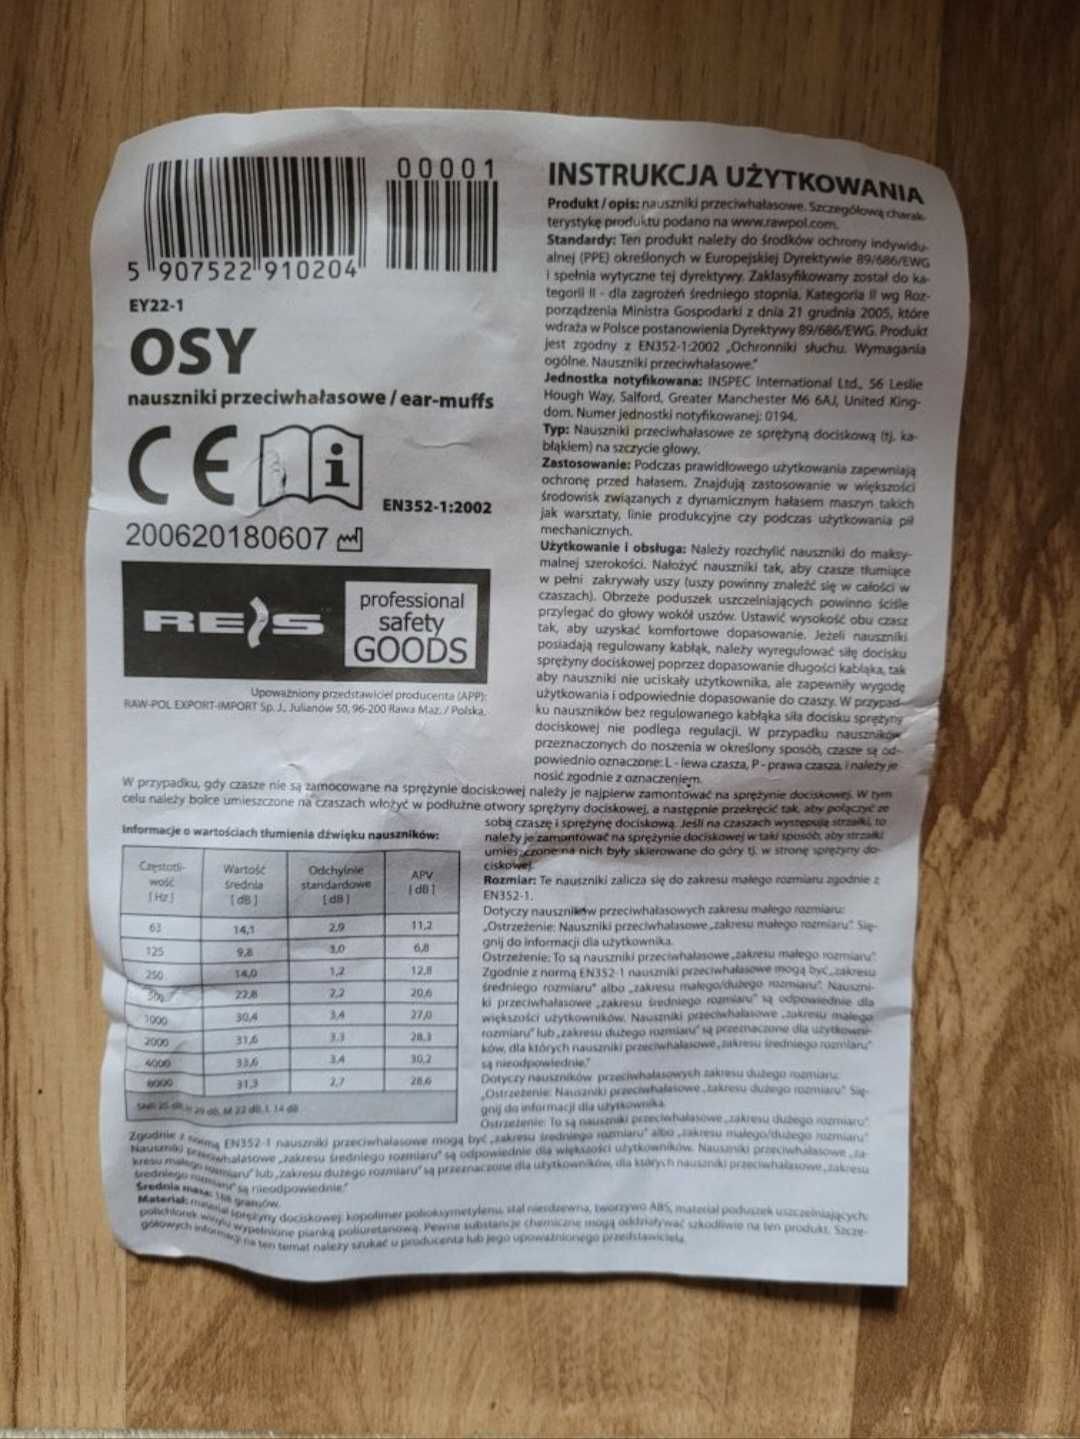 00001
5 907522 910204
EY22-1
OSY
nauszniki przeciwhałasowe / ear-muffs
CE
i
EN352-1:2002
200620180607
REIS
professional
safety
GOODS
Upoważniony przedstawiciel producenta (APP):
RAW-POL EXPORT-IMPORT Sp. J., Julianów 50, 96-200 Rawa Maz. / Polska.
INSTRUKCJA UŻYTKOWANIA
Produkt / opis: nauszniki przeciwhałasowe. Szczegółową charak-
terystykę produktu podano na www.rawpol.com.
Standardy: Ten produkt należy do środków ochrony indywidu-
alnej (PPE) określonych w Europejskiej Dyrektywie 89/686/EWG
i spełnia wytyczne tej dyrektywy. Zaklasyfikowany został do ka-
tegorii II - dla zagrożeń średniego stopnia. Kategoria II wg Roz-
porządzenia Ministra Gospodarki z dnia 21 grudnia 2005, które
wdraża w Polsce postanowienia Dyrektywy 89/686/EWG. Produkt
jest zgodny z EN352-1:2002 „Ochronniki słuchu. Wymagania
ogólne. Nauszniki przeciwhałasowe."
Jednostka notyfikowana: INSPEC International Ltd., 56 Leslie
Hough Way, Salford, Greater Manchester M6 6AJ, United King-
dom. Numer jednostki notyfikowanej: 0194.
Typ: Nauszniki przeciwhałasowe ze sprężyną dociskową (tj. ka-
błąkiem) na szczycie głowy.
Zastosowanie: Podczas prawidłowego użytkowania zapewniają
ochronę przed hałasem. Znajdują zastosowanie w większości
środowisk związanych z dynamicznym hałasem maszyn takich
jak warsztaty, linie produkcyjne czy podczas użytkowania pił
mechanicznych.
Użytkowanie i obsługa: Należy rozchylić nauszniki do maksy-
malnej szerokości. Nałożyć nauszniki tak, aby czasze tłumiące
w pełni zakrywały uszy (uszy powinny znaleźć się w całości w
czaszach). Obrzeże poduszek uszczelniających powinno ściśle
przylegać do głowy wokół uszów. Ustawić wysokość obu czasz
tak, aby uzyskać komfortowe dopasowanie. Jeżeli nauszniki
posiadają regulowany kabłąk, należy wyregulować siłę docisku
sprężyny dociskowej poprzez dopasowanie długości kabłąka, tak
aby nauszniki nie uciskały użytkownika, ale zapewniły wygodę
użytkowania i odpowiednie dopasowanie do czaszy. W przypad-
ku nauszników bez regulowanego kabłąka siła docisku sprężyny
dociskowej nie podlega regulacji. W przypadku nauszników
przeznaczonych do noszenia w określony sposób, czasze są od-
powiednio oznaczone: L - lewa czasza, P - prawa czasza, i należy je
nosić zgodnie z oznaczeniem.
W przypadku, gdy czasze nie są zamocowane na sprężynie dociskowej należy je najpierw zamontować na sprężynie dociskowej. W tym
celu należy bolce umieszczone na czaszach włożyć w podłużne otwory sprężyny dociskowej, a następnie przekręcić tak, aby połączyć ze
sobą czaszę i sprężynę dociskową. Jeśli na czaszach występują strzałki, to
należy je zamontować na sprężynie dociskowej w taki sposób, aby strzałki
umieszczone na nich były skierowane do góry tj. w stronę sprężyny do-
ciskowej.
Informacje o wartościach tłumienia dźwięku nauszników:
Częstotli-
wość
[Hz] Wartość
średnia
[dB] Odchylnie
standardowe
[dB] APV
[dB]
63 14,1 2,9 11,2
125 9,8 3,0 6,8
250 14,0 1,2 12,8
500 22,8 2,2 20,6
1000 30,4 3,4 27,0
2000 31,6 3,3 28,3
4000 33,6 3,4 30,2
8000 31,3 2,7 28,6
SNR 25 dB, H 29 dB, M 22 dB, L 14 dB
Rozmiar: Te nauszniki zalicza się do zakresu małego rozmiaru zgodnie z
EN352-1.
Dotyczy nauszników przeciwhałasowych zakresu małego rozmiaru:
„Ostrzeżenie: Nauszniki przeciwhałasowe „zakresu małego rozmiaru". Się-
gnij do informacji dla użytkownika.
Ostrzeżenie: To są nauszniki przeciwhałasowe „zakresu małego rozmiaru".
Zgodnie z normą EN352-1 nauszniki przeciwhałasowe mogą być „zakresu
średniego rozmiaru" albo „zakresu małego/dużego rozmiaru". Nauszni-
ki przeciwhałasowe „zakresu średniego rozmiaru" są odpowiednie dla
większości użytkowników. Nauszniki przeciwhałasowe „zakresu małego
rozmiaru" lub „zakresu dużego rozmiaru" są przeznaczone dla użytkowni-
ków, dla których nauszniki przeciwhałasowe „zakresu średniego rozmiaru"
są nieodpowiednie."
Dotyczy nauszników przeciwhałasowych zakresu dużego rozmiaru:
„Ostrzeżenie: Nauszniki przeciwhałasowe „zakresu dużego rozmiaru". Się-
gnij do informacji dla użytkownika.
Ostrzeżenie: To są nauszniki przeciwhałasowe „zakresu dużego rozmiaru".
Zgodnie z normą EN352-1 nauszniki przeciwhałasowe mogą być „zakresu średniego rozmiaru" albo „zakresu małego/dużego rozmiaru".
Nauszniki przeciwhałasowe „zakresu średniego rozmiaru" są odpowiednie dla większości użytkowników. Nauszniki przeciwhałasowe „za-
kresu małego rozmiaru" lub „zakresu dużego rozmiaru" są przeznaczone dla użytkowników, dla których nauszniki przeciwhałasowe „zakresu
średniego rozmiaru" są nieodpowiednie."
Średnia masa: gramów.
Materiał: materiał sprężyny dociskowej: kopolimer polioksymetylenu, stal nierdzewna, tworzywo ABS, materiał poduszek uszczelniających:
polichlorek winylu wypełnione pianką poliuretanową. Pewne substancje chemiczne mogą oddziaływać szkodliwie na ten produkt. Szcze-
gółowych informacji na ten temat należy szukać u producenta lub jego upoważnionego przedstawiciela.